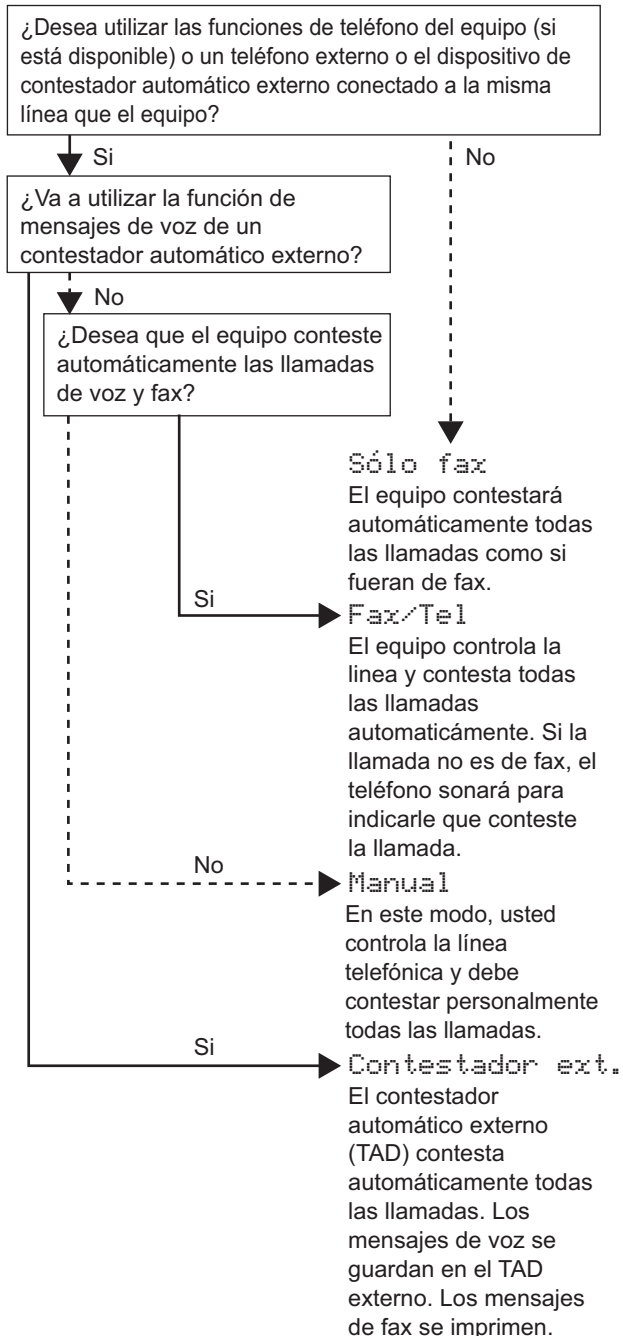 ¿Desea utilizar las funciones de teléfono del equipo (si
está disponible) o un teléfono externo o el dispositivo de
contestador automático externo conectado a la misma
línea que el equipo?
Si
No
¿Va a utilizar la función de
mensajes de voz de un
contestador automático externo?
No
¿Desea que el equipo conteste
automáticamente las llamadas
de voz y fax?
Sólo fax
El equipo contestará
automáticamente todas
las llamadas como si
fueran de fax.
Si
Fax/Tel
El equipo controla la
linea y contesta todas
las llamadas
automaticámente. Si la
llamada no es de fax, el
teléfono sonará para
indicarle que conteste
la llamada.
No
Manual
En este modo, usted
controla la línea
telefónica y debe
contestar personalmente
todas las llamadas.
Si
Contestador ext.
El contestador
automático externo
(TAD) contesta
automáticamente todas
las llamadas. Los
mensajes de voz se
guardan en el TAD
externo. Los mensajes
de fax se imprimen.